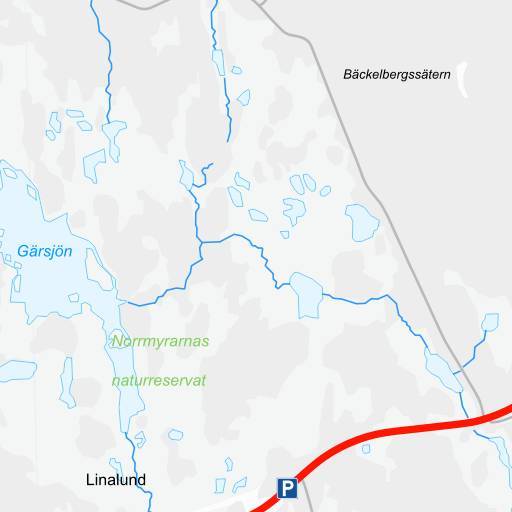 Bäckelbergssätern
Gärsjön
Norrmyrarnas
naturreservat
Linalund
P